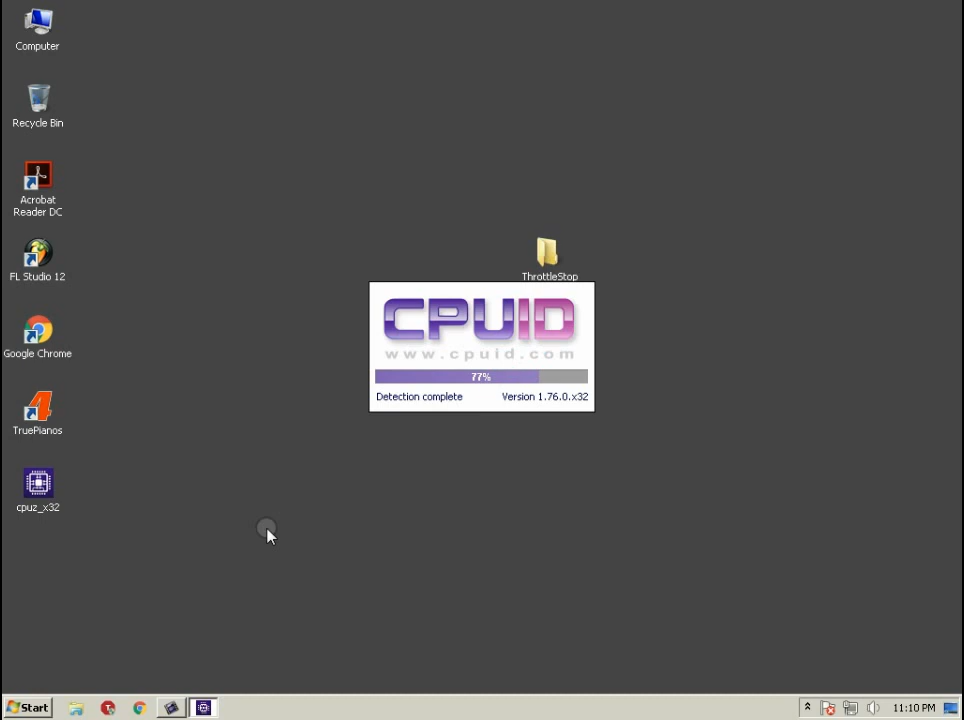 Computer
Recycle Bin
Acrobat
Reader DC
FL Studio 12
Google Chrome
TruePianos
cpuz_x32
ThrottleStop
CPUID
www.cpuid.com
77%
Detection complete
Version 1.76.0.x32
Start
11:10 PM